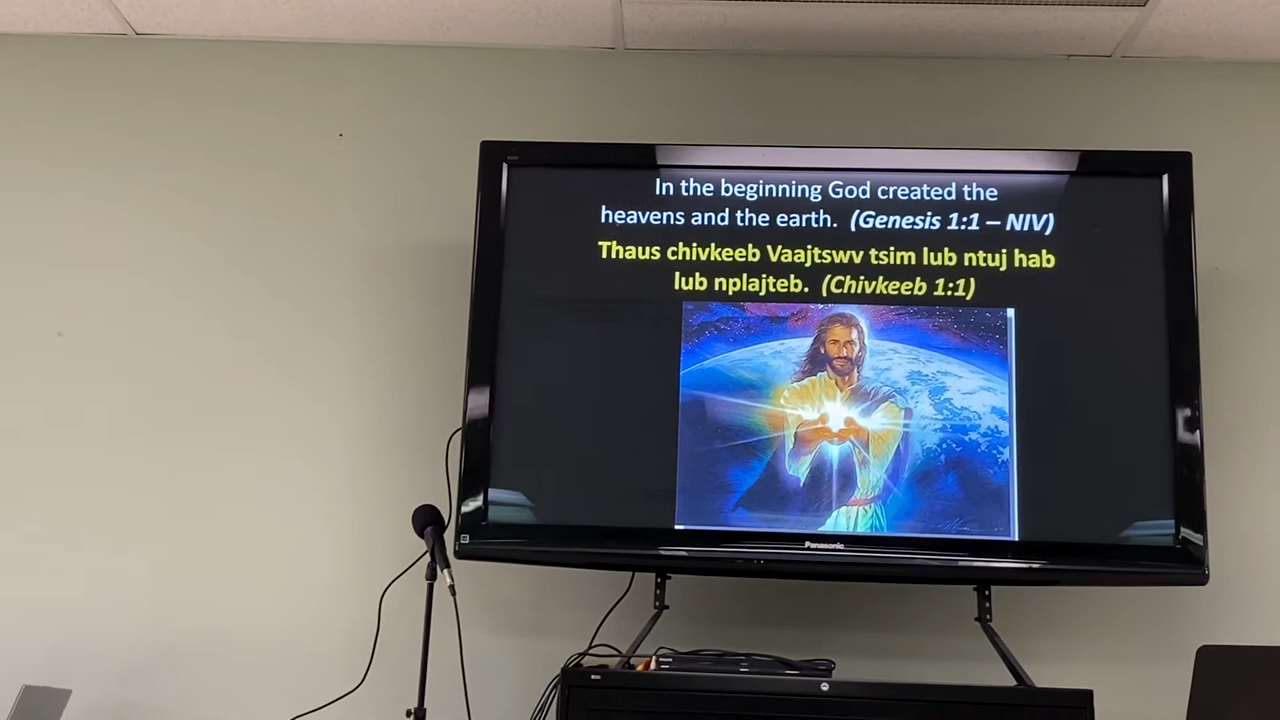 In the beginning God created the
heavens and the earth. (Genesis 1:1 – NIV)
Thaus chivkeeb Vaajtswv tsim lub ntuj hab
lub nplajteb. (Chivkeeb 1:1)
Panasonic